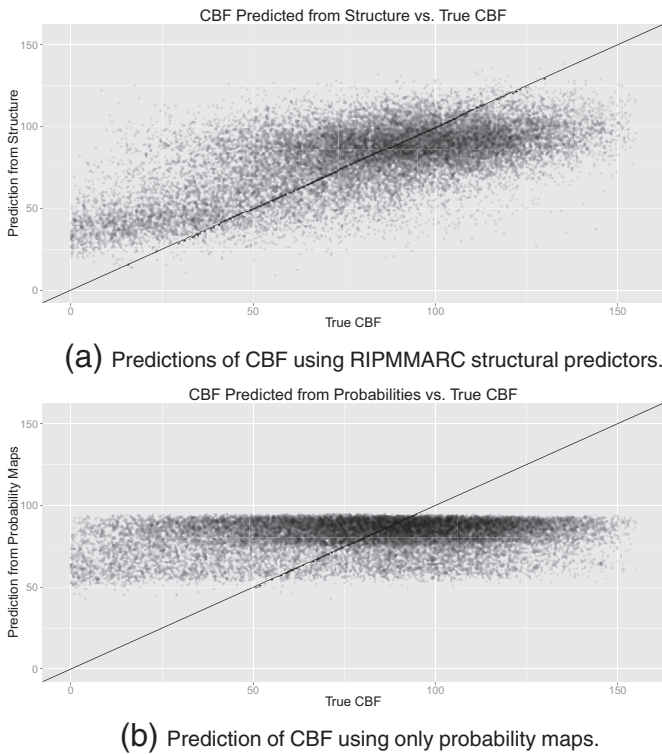 CBF Predicted from Structure vs. True CBF
150
100
50
0
Prediction from Structure
0 50 100 150
True CBF
(a) Predictions of CBF using RIPMMARC structural predictors.
CBF Predicted from Probabilities vs. True CBF
150
100
50
0
Prediction from Probability Maps
0 50 100 150
True CBF
(b) Prediction of CBF using only probability maps.